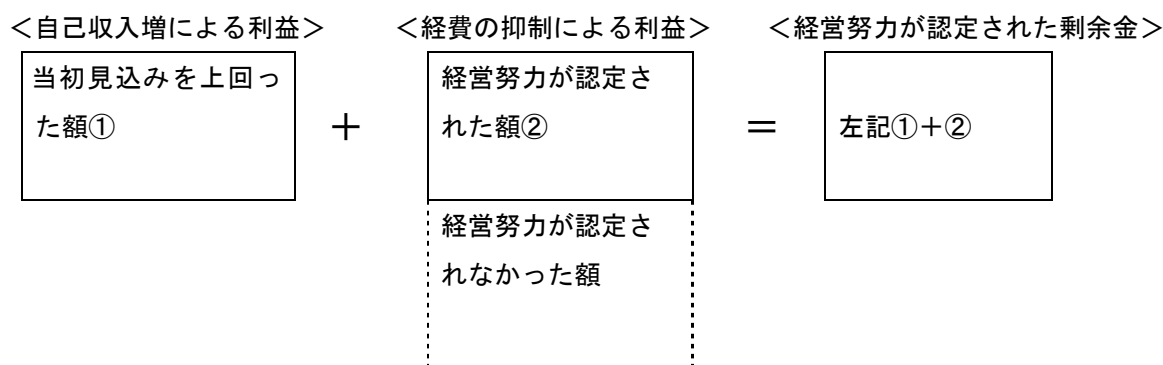 ＜自己収入増による利益＞ ＜経費の抑制による利益＞ ＜経営努力が認定された剰余金＞
当初見込みを上回っ
た額①
＋
経営努力が認定さ
れた額②
＝
左記①＋②
経営努力が認定さ
れなかった額